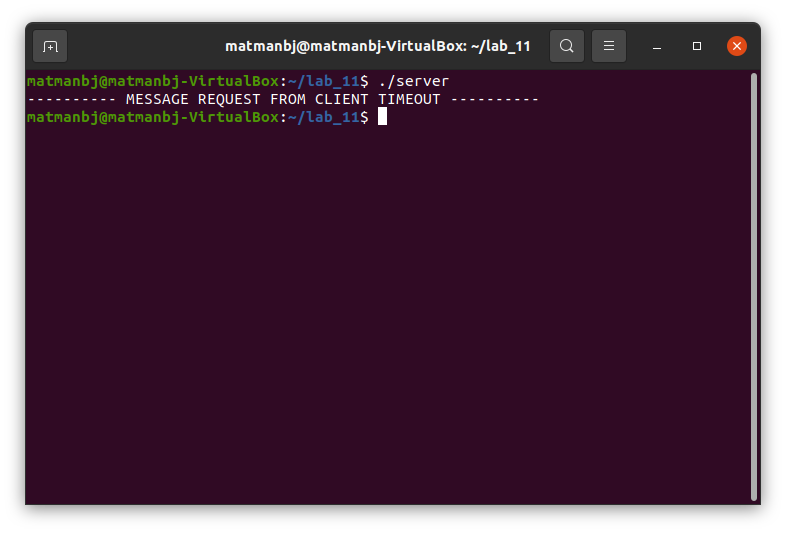 matmanbj@matmanbj-VirtualBox: ~/lab_11
matmanbj@matmanbj-VirtualBox:~/lab_11$ ./server
---------- MESSAGE REQUEST FROM CLIENT TIMEOUT ----------
matmanbj@matmanbj-VirtualBox:~/lab_11$